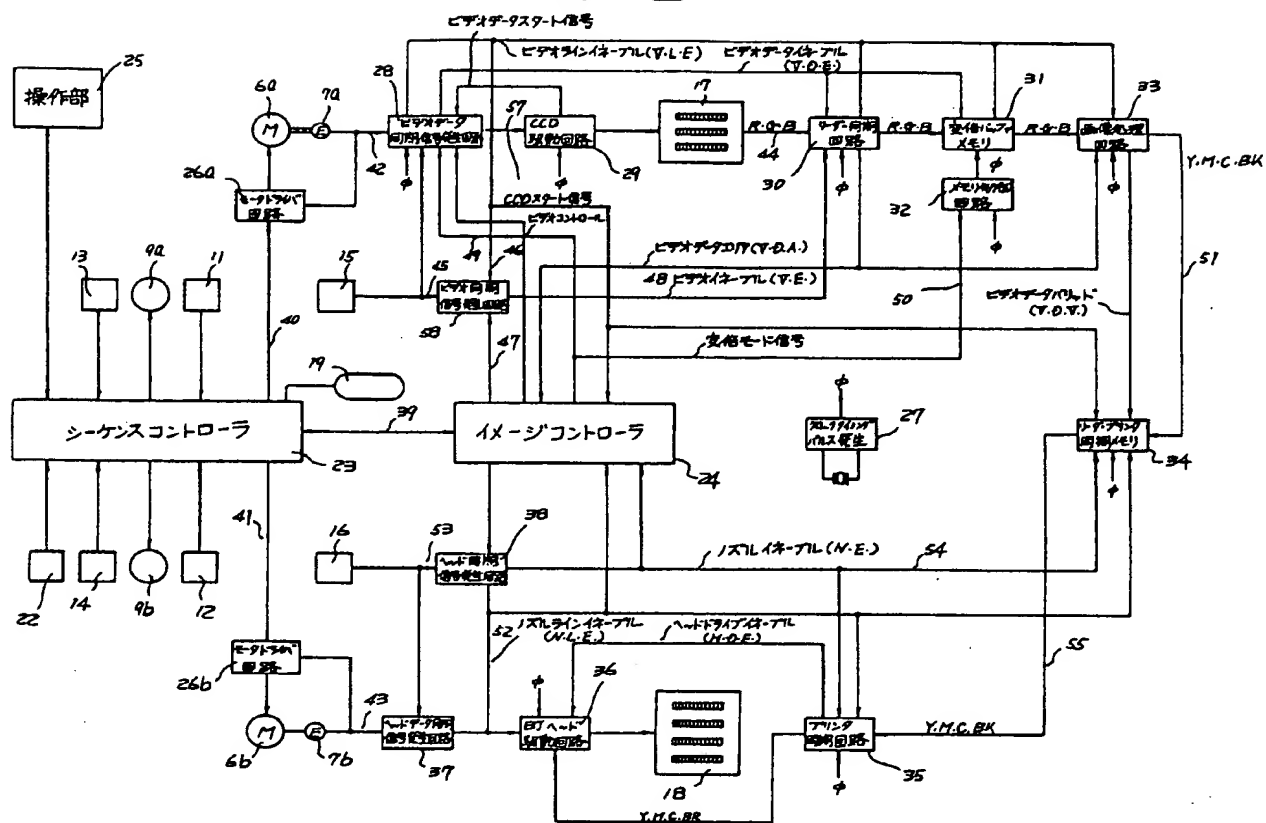 ビデオデータスタート信号
ビデオラインイネーブル(V.L.E)
ビデオデータイネーブル
(V.D.E.)
25
操作部
6a
M
7a
E
42
28
ビデオデータ
同期信号発生回路
57
CCD
駆動回路
29
17
R.G.B
44
リーダー同期
回路
30
R.G.B
31
変倍バッファ
メモリ
R.G.B
33
画像処理
回路
Y.M.C.BK
φ
φ
φ
φ
26a
モータドライバ
回路
CCDスタート信号
ビデオコントロール
32
メモリ制御
回路
φ
13
9a
11
15
49
46
45
ビデオ同期
信号発生回路
58
ビデオデータエリア(V.D.A.)
48
ビデオイネーブル(V.E.)
50
51
ビデオデータバリッド
(V.D.V.)
40
47
変倍モード信号
19
シーケンスコントローラ
23
39
イメージコントローラ
24
φ
クロックタイミング
パルス発生
27
リーダ・プリンタ
同期メモリ
34
φ
41
22
14
9b
12
16
53
38
ヘッド同期
信号発生回路
ノズルイネーブル(N.E.)
54
52
ノズルラインイネーブル
(N.L.E.)
ヘッドドライブイネーブル
(H.D.E.)
55
モータドライバ
回路
26b
φ
36
M
6b
E
7b
43
ヘッドデータ同期
信号発生回路
37
BJヘッド
駆動回路
18
プリンタ
同期回路
35
φ
Y.M.C.BK
Y.M.C.BK